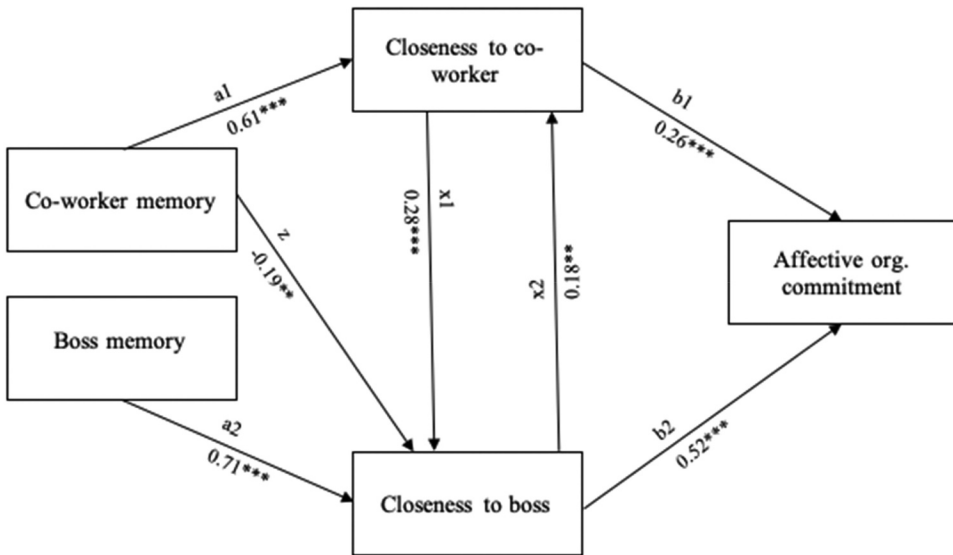 Closeness to co-
worker
a1
0.61***
b1
0.26***
Co-worker memory
z
-0.19**
x1
0.28***
x2
0.18**
Affective org.
commitment
Boss memory
a2
0.71***
b2
0.52***
Closeness to boss